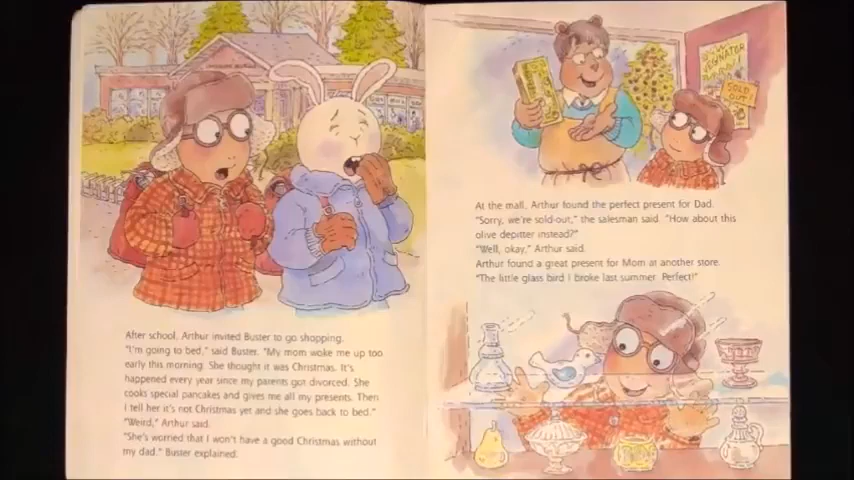 After school, Arthur invited Buster to go shopping.
"I'm going to bed," said Buster. "My mom woke me up too
early this morning. She thought it was Christmas. It's
happened every year since my parents got divorced. She
cooks special pancakes and gives me all my presents. Then
I tell her it's not Christmas yet and she goes back to bed."
"Weird," Arthur said.
"She's worried that I won't have a good Christmas without
my dad." Buster explained.
SOLD
OUT!
At the mall, Arthur found the perfect present for Dad.
"Sorry, we're sold-out," the salesman said. "How about this
olive depitter instead?"
"Well, okay," Arthur said.
Arthur found a great present for Mom at another store.
"The little glass bird I broke last summer. Perfect!"